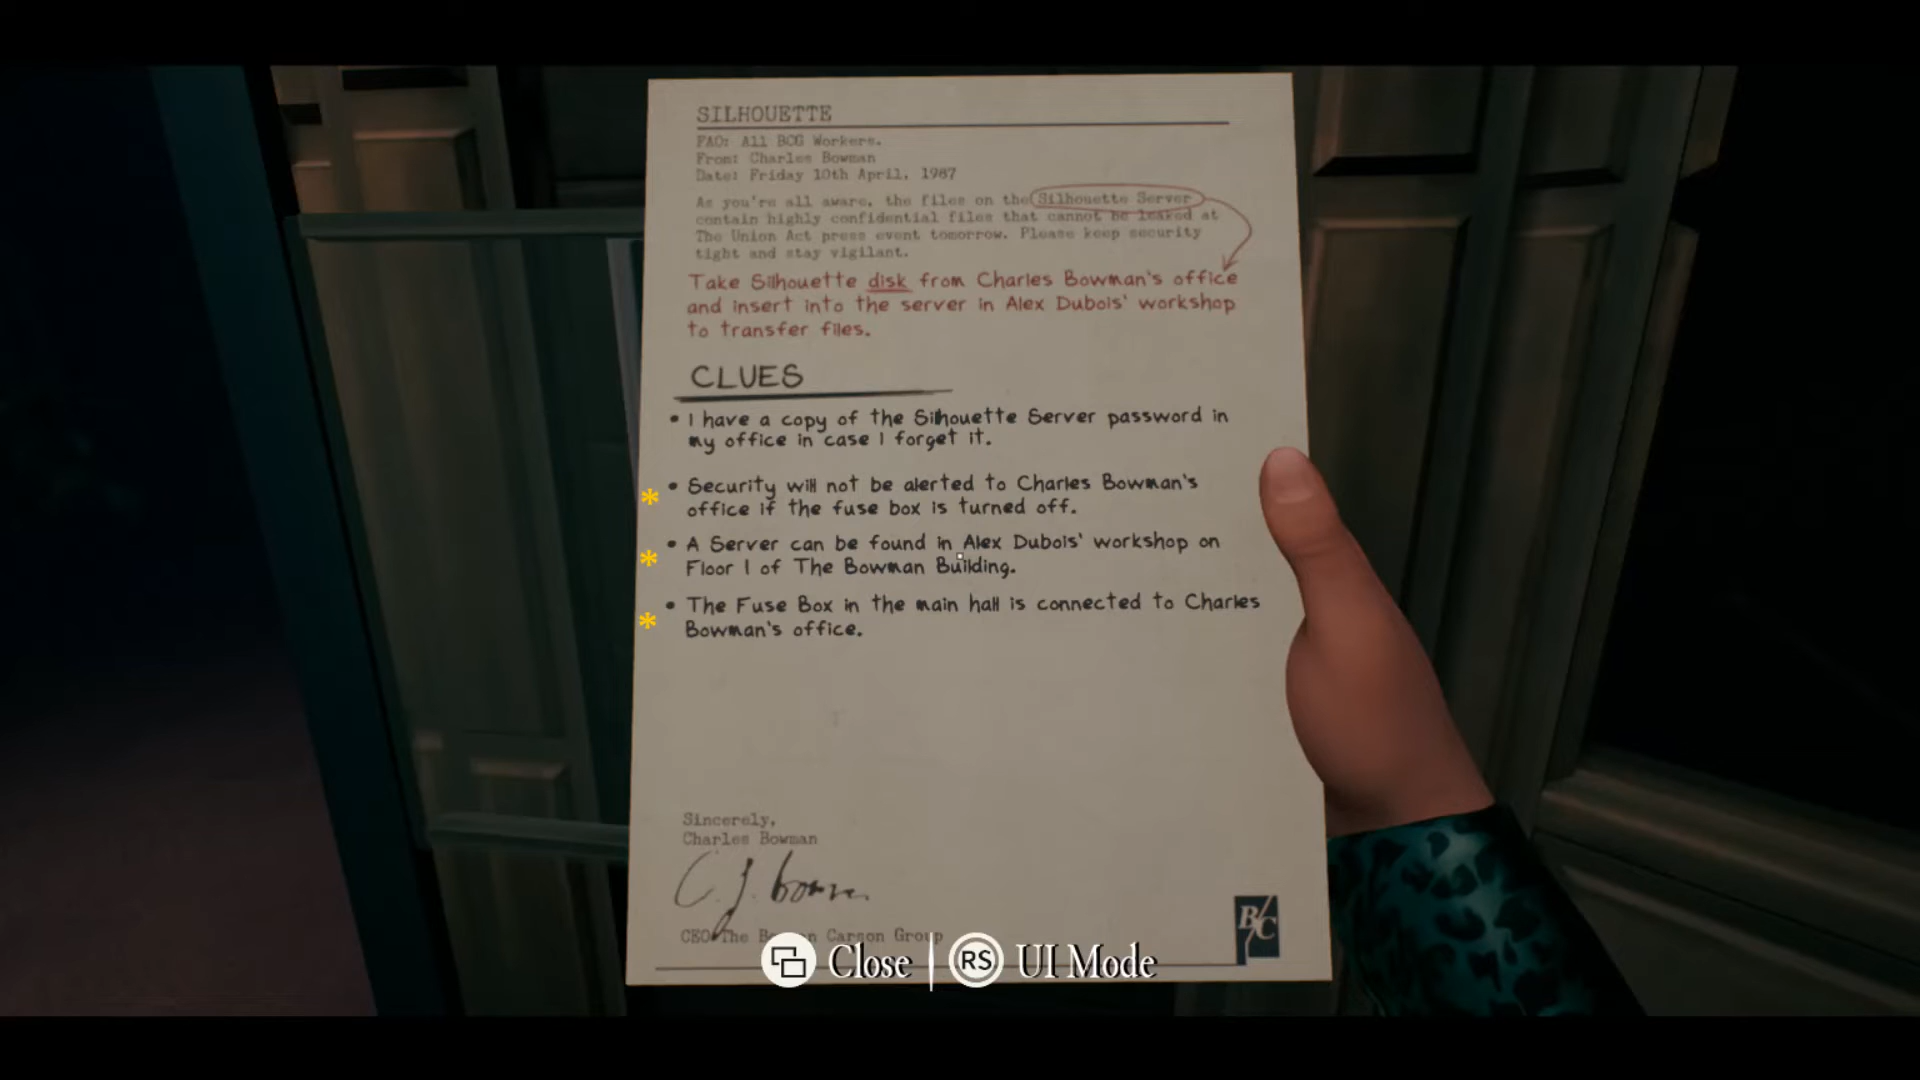 SILHOUETTE
FAO: All BCG Workers.
From: Charles Bowman
Date: Friday 10th April, 1987
As you're all aware, the files on the Silhouette Server
contain highly confidential files that cannot be leaked at
The Union Act press event tomorrow. Please keep security
tight and stay vigilant.
Take Silhouette disk from Charles Bowman's office
and insert into the server in Alex Dubois' workshop
to transfer files.
CLUES
• I have a copy of the Silhouette Server password in
my office in case I forget it.
* • Security will not be alerted to Charles Bowman's
office if the fuse box is turned off.
* • A Server can be found in Alex Dubois' workshop on
Floor 1 of The Bowman Building.
* • The Fuse Box in the main hall is connected to Charles
Bowman's office.
Sincerely,
Charles Bowman
C. J. Bowman
CEO The Bowman Carson Group
B/C
Close | RS UI Mode